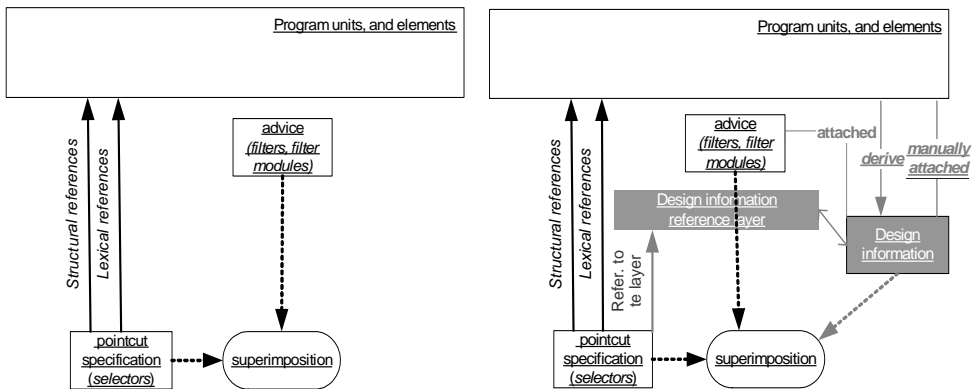 Program units, and elements
Structural references
Lexical references
advice
(filters, filter
modules)
pointcut
specification
(selectors)
superimposition
Program units, and elements
Structural references
Lexical references
advice
(filters, filter
modules)
attached
derive
manually
attached
Design information
reference layer
Design
information
Refer. to
te layer
pointcut
specification
(selectors)
superimposition